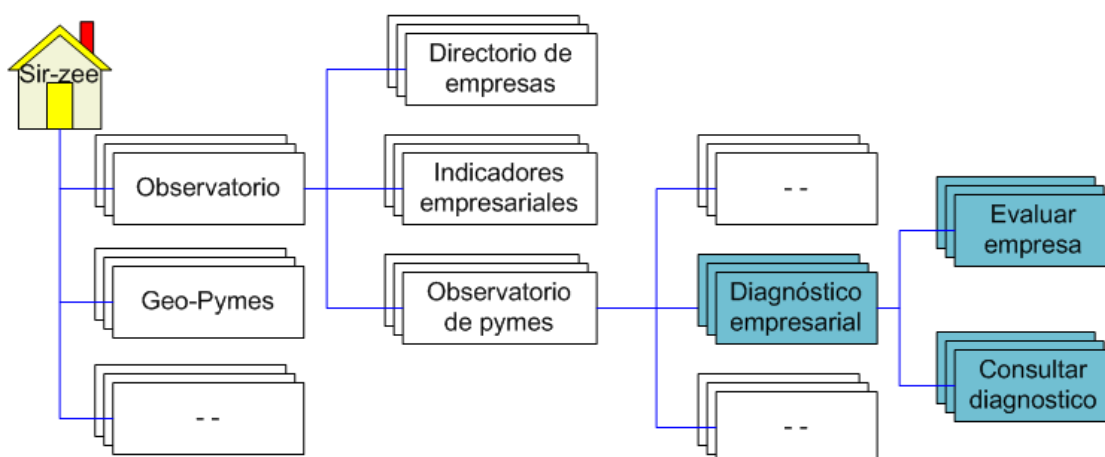 Sir-zee
Directorio de
empresas
Observatorio
Indicadores
empresariales
- -
Evaluar
empresa
Geo-Pymes
Observatorio
de pymes
Diagnóstico
empresarial
- -
- -
Consultar
diagnostico